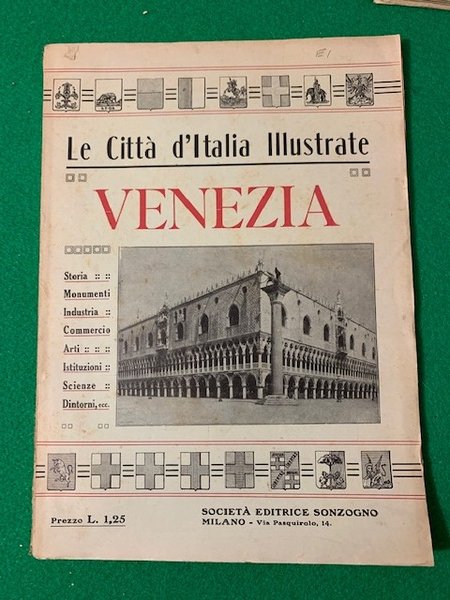 E1
Le Città d'Italia Illustrate
VENEZIA
Storia :: ::
Monumenti
Industria ::
Commercio
Arti :: :: ::
Istituzioni ::
Scienze ::
Dintorni, ecc.
Prezzo L. 1,25
SOCIETÀ EDITRICE SONZOGNO
MILANO - Via Pasquirolo, 14.